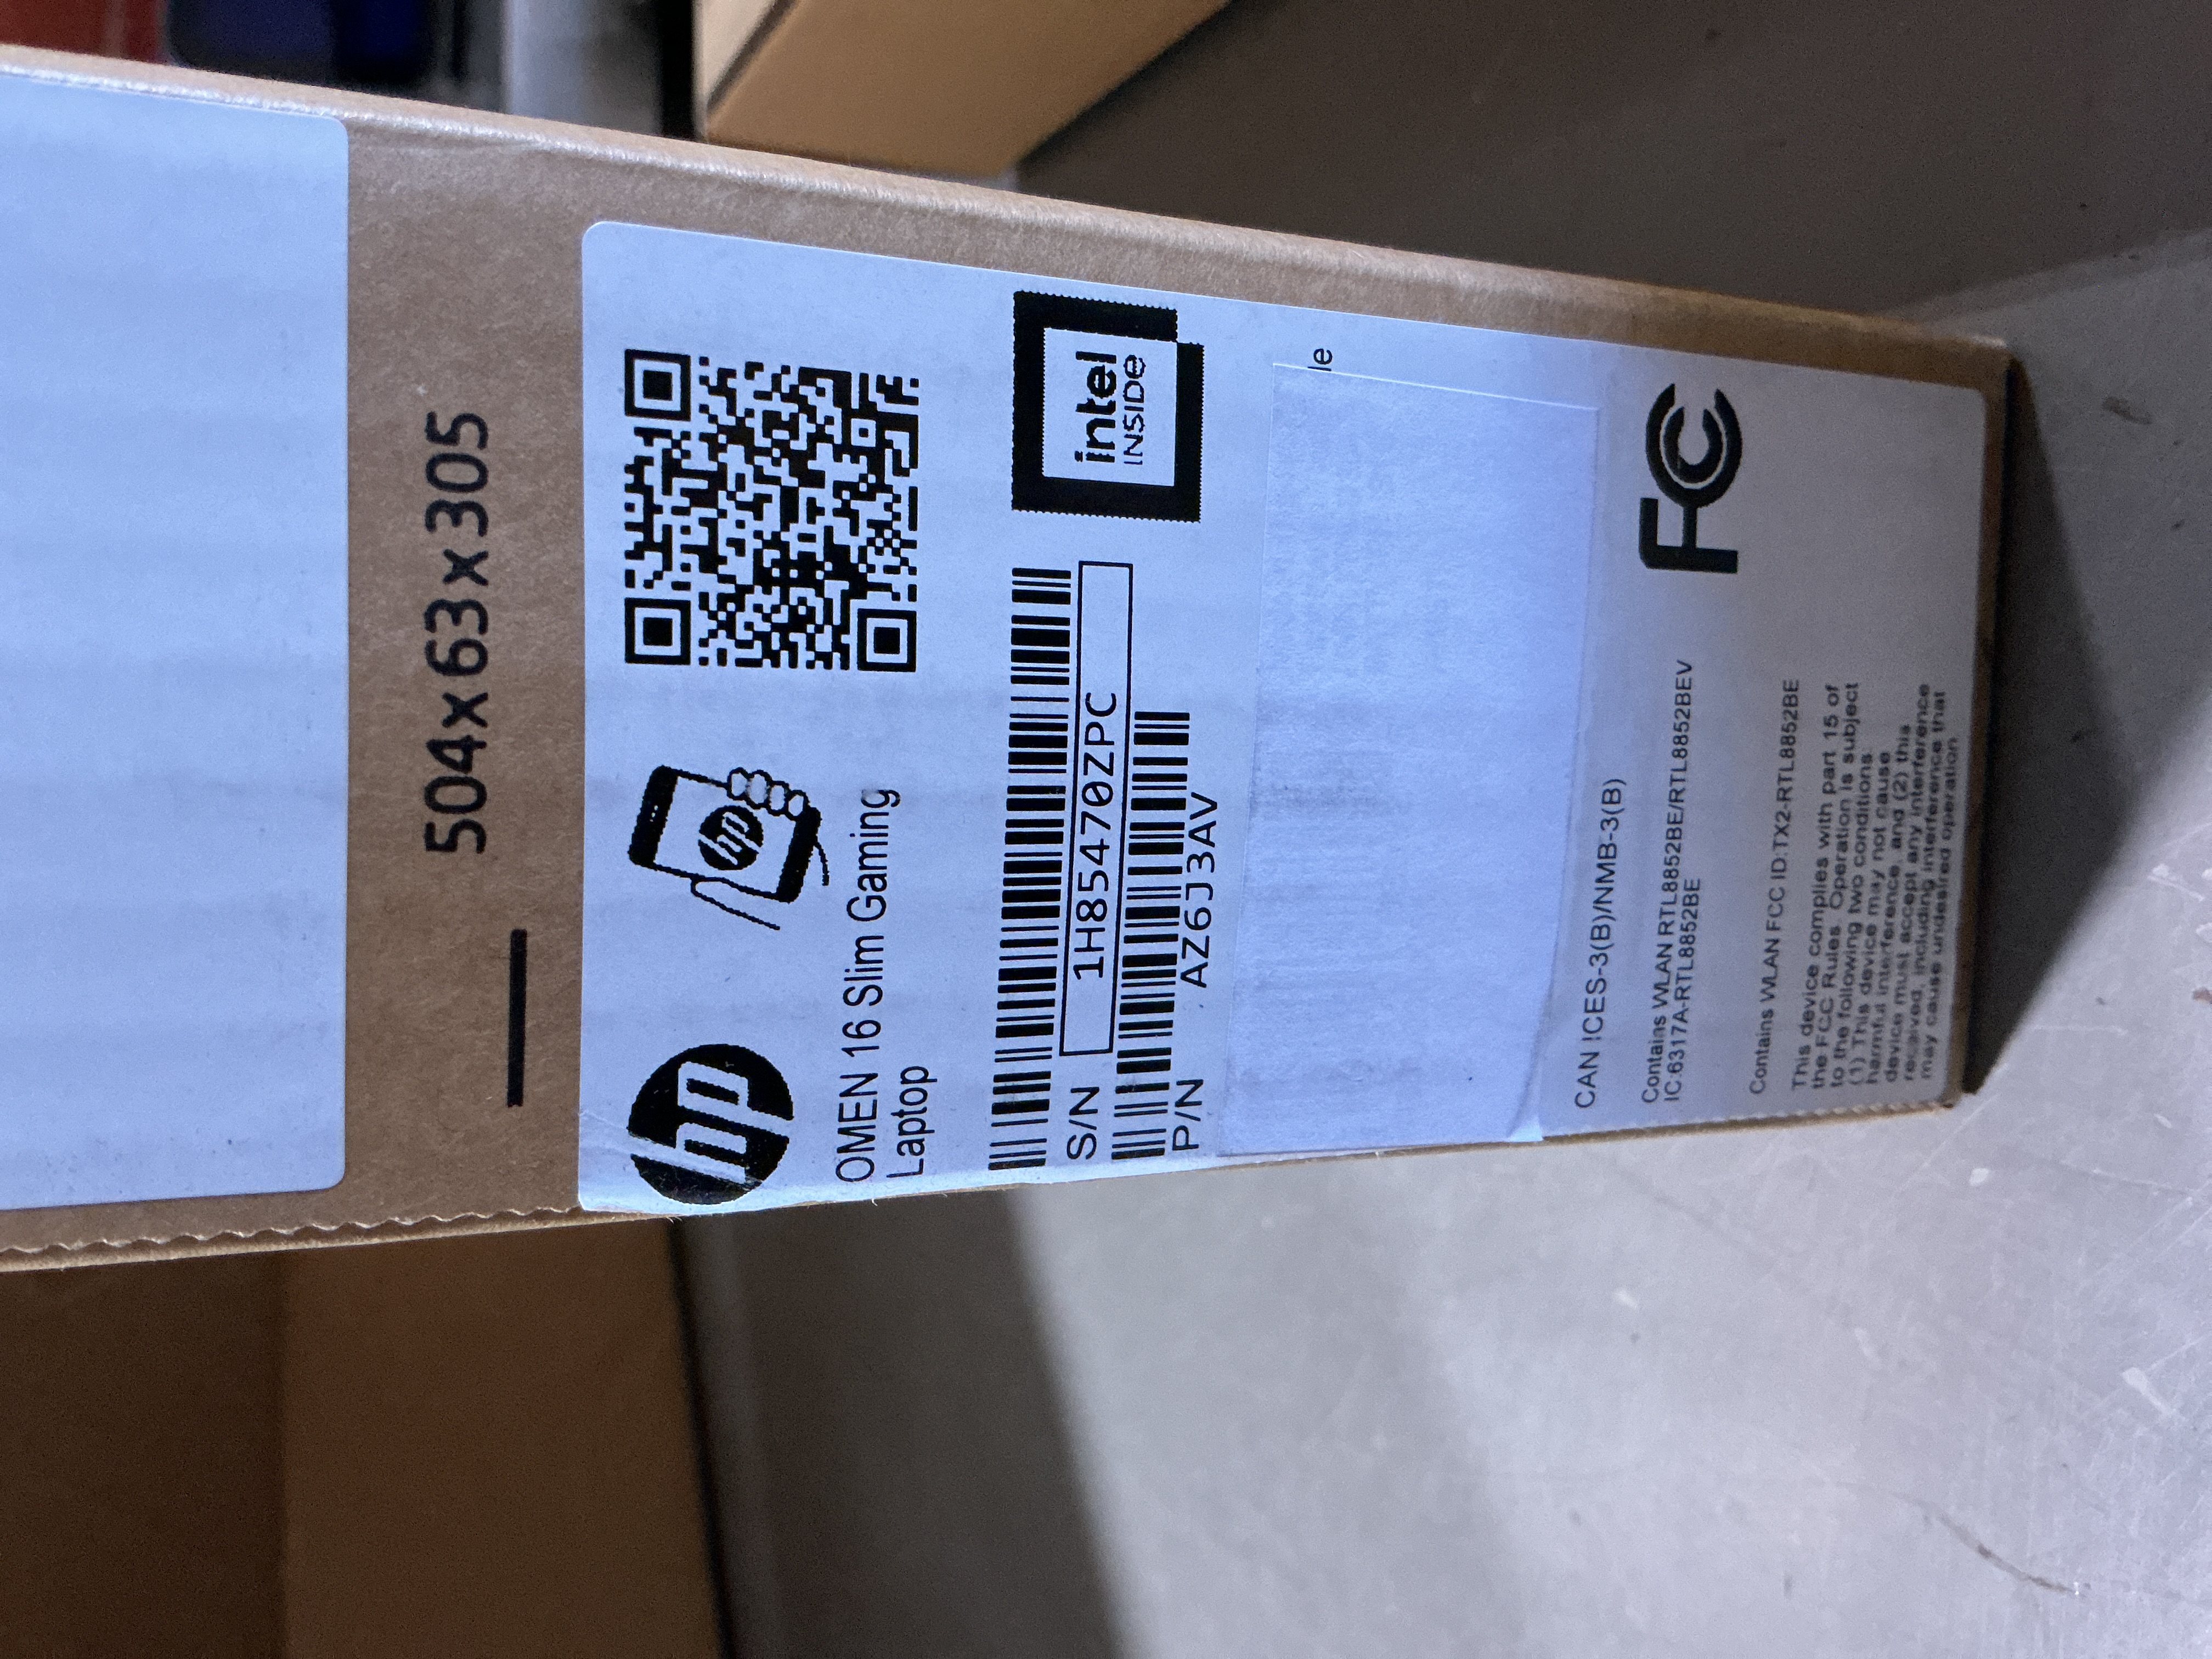 504x63x305
hp
hp
OMEN 16 Slim Gaming
Laptop
S/N 1H85470ZPC
P/N AZ6J3AV
intel
INSIDE
le
CAN ICES-3(B)/NMB-3(B)
Contains WLAN RTL8852BE/RTL8852BEV
IC:6317A-RTL8852BE
FC
Contains WLAN FCC ID:TX2-RTL8852BE
This device complies with part 15 of
the FCC Rules. Operation is subject
to the following two conditions:
(1) This device may not cause
harmful interference, and (2) this
device must accept any interference
received, including interference that
may cause undesired operation